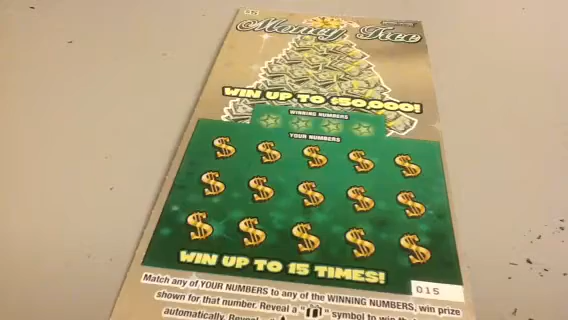 Money Tree
WIN UP TO $50,000!
WINNING NUMBERS
YOUR NUMBERS
WIN UP TO 15 TIMES!
015
Match any of YOUR NUMBERS to any of the WINNING NUMBERS, win prize
shown for that number. Reveal a " " symbol to win
automatically. Reveal